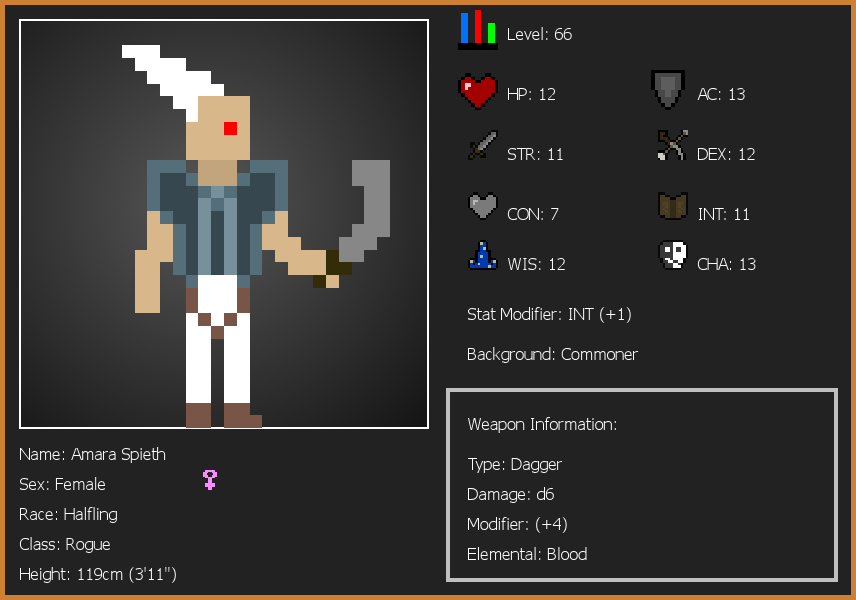 Level: 66
HP: 12
AC: 13
STR: 11
DEX: 12
CON: 7
INT: 11
WIS: 12
CHA: 13
Stat Modifier: INT (+1)
Background: Commoner
Weapon Information:
Type: Dagger
Damage: d6
Modifier: (+4)
Elemental: Blood
Name: Amara Spieth
Sex: Female
Race: Halfling
Class: Rogue
Height: 119cm (3'11")